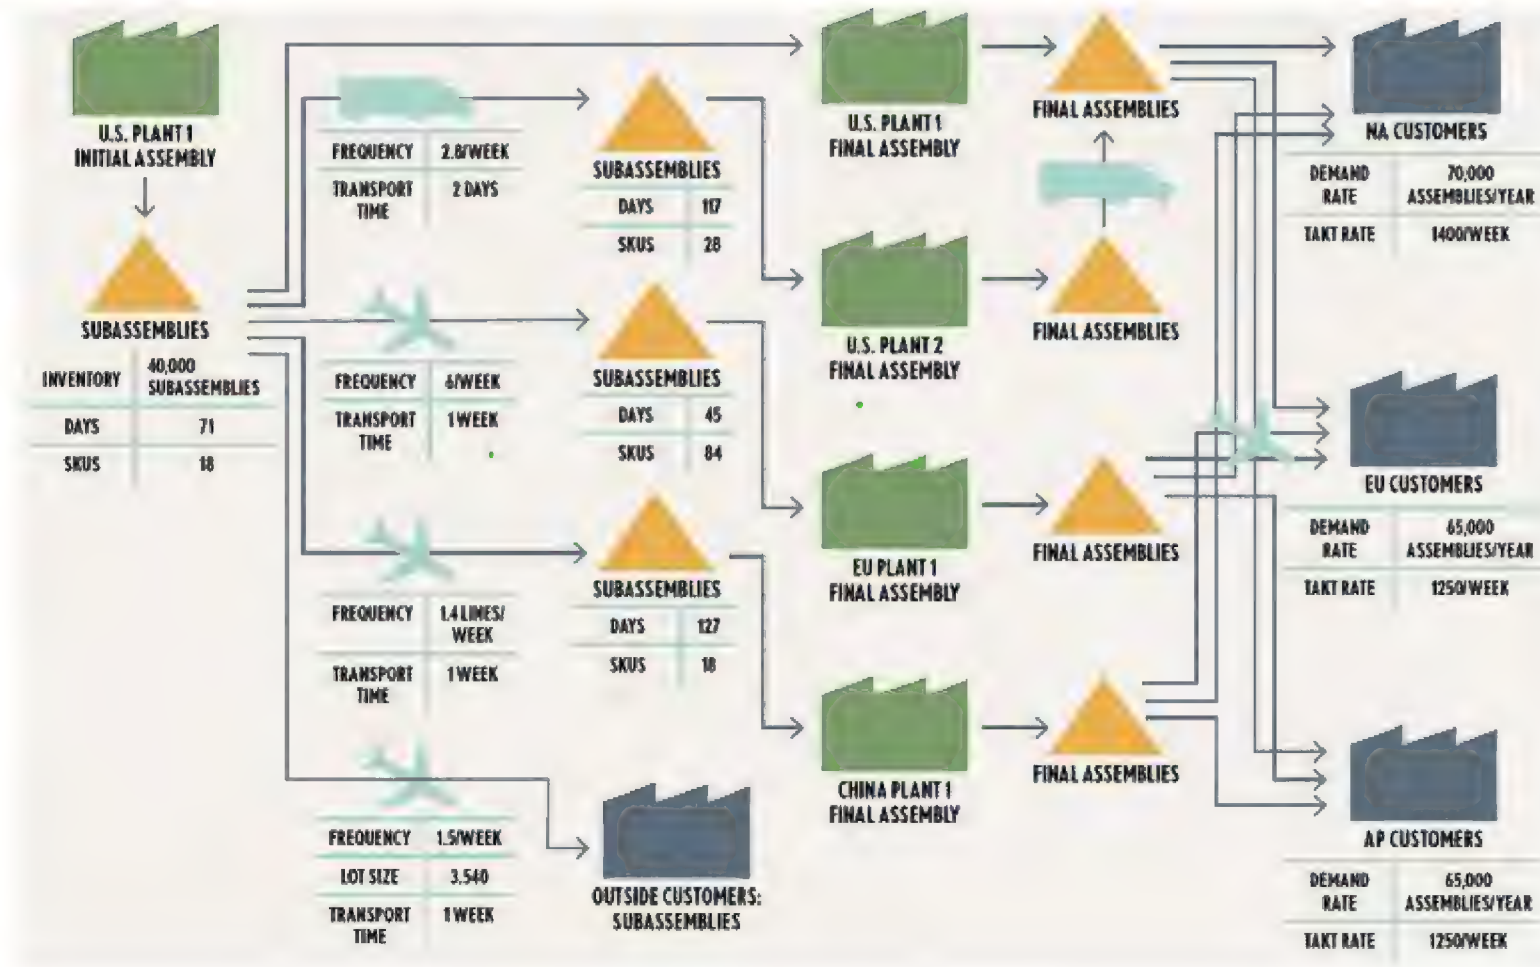 U.S. PLANT 1
INITIAL ASSEMBLY
SUBASSEMBLIES
INVENTORY 40,000
SUBASSEMBLIES
DAYS 71
SKUS 18
FREQUENCY 2.8/WEEK
TRANSPORT
TIME 2 DAYS
FREQUENCY 6/WEEK
TRANSPORT
TIME 1 WEEK
FREQUENCY 1.4 LINES/
WEEK
TRANSPORT
TIME 1 WEEK
FREQUENCY 1.5/WEEK
LOT SIZE 3.540
TRANSPORT
TIME 1 WEEK
SUBASSEMBLIES
DAYS 117
SKUS 28
SUBASSEMBLIES
DAYS 45
SKUS 84
SUBASSEMBLIES
DAYS 127
SKUS 18
OUTSIDE CUSTOMERS:
SUBASSEMBLIES
U.S. PLANT 1
FINAL ASSEMBLY
U.S. PLANT 2
FINAL ASSEMBLY
EU PLANT 1
FINAL ASSEMBLY
CHINA PLANT 1
FINAL ASSEMBLY
FINAL ASSEMBLIES
FINAL ASSEMBLIES
FINAL ASSEMBLIES
FINAL ASSEMBLIES
NA CUSTOMERS
DEMAND
RATE 70,000
ASSEMBLIES/YEAR
TAKT RATE 1400/WEEK
EU CUSTOMERS
DEMAND
RATE 65,000
ASSEMBLIES/YEAR
TAKT RATE 1250/WEEK
AP CUSTOMERS
DEMAND
RATE 65,000
ASSEMBLIES/YEAR
TAKT RATE 1250/WEEK